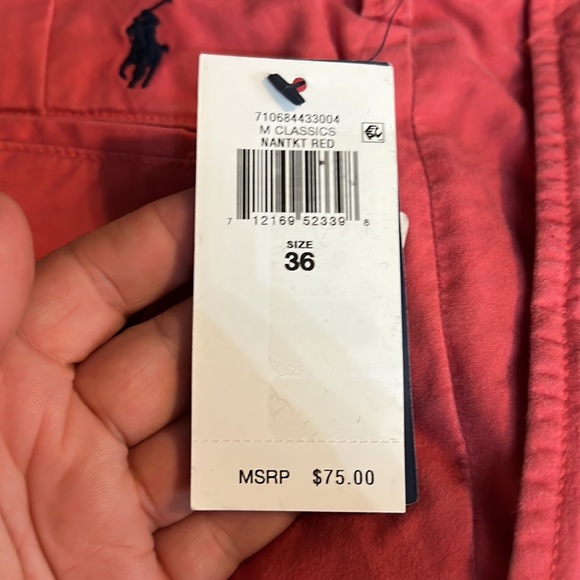 710684433004
M CLASSICS
NANTKT RED
7 12169 52339 8
SIZE
36
MSRP $75.00